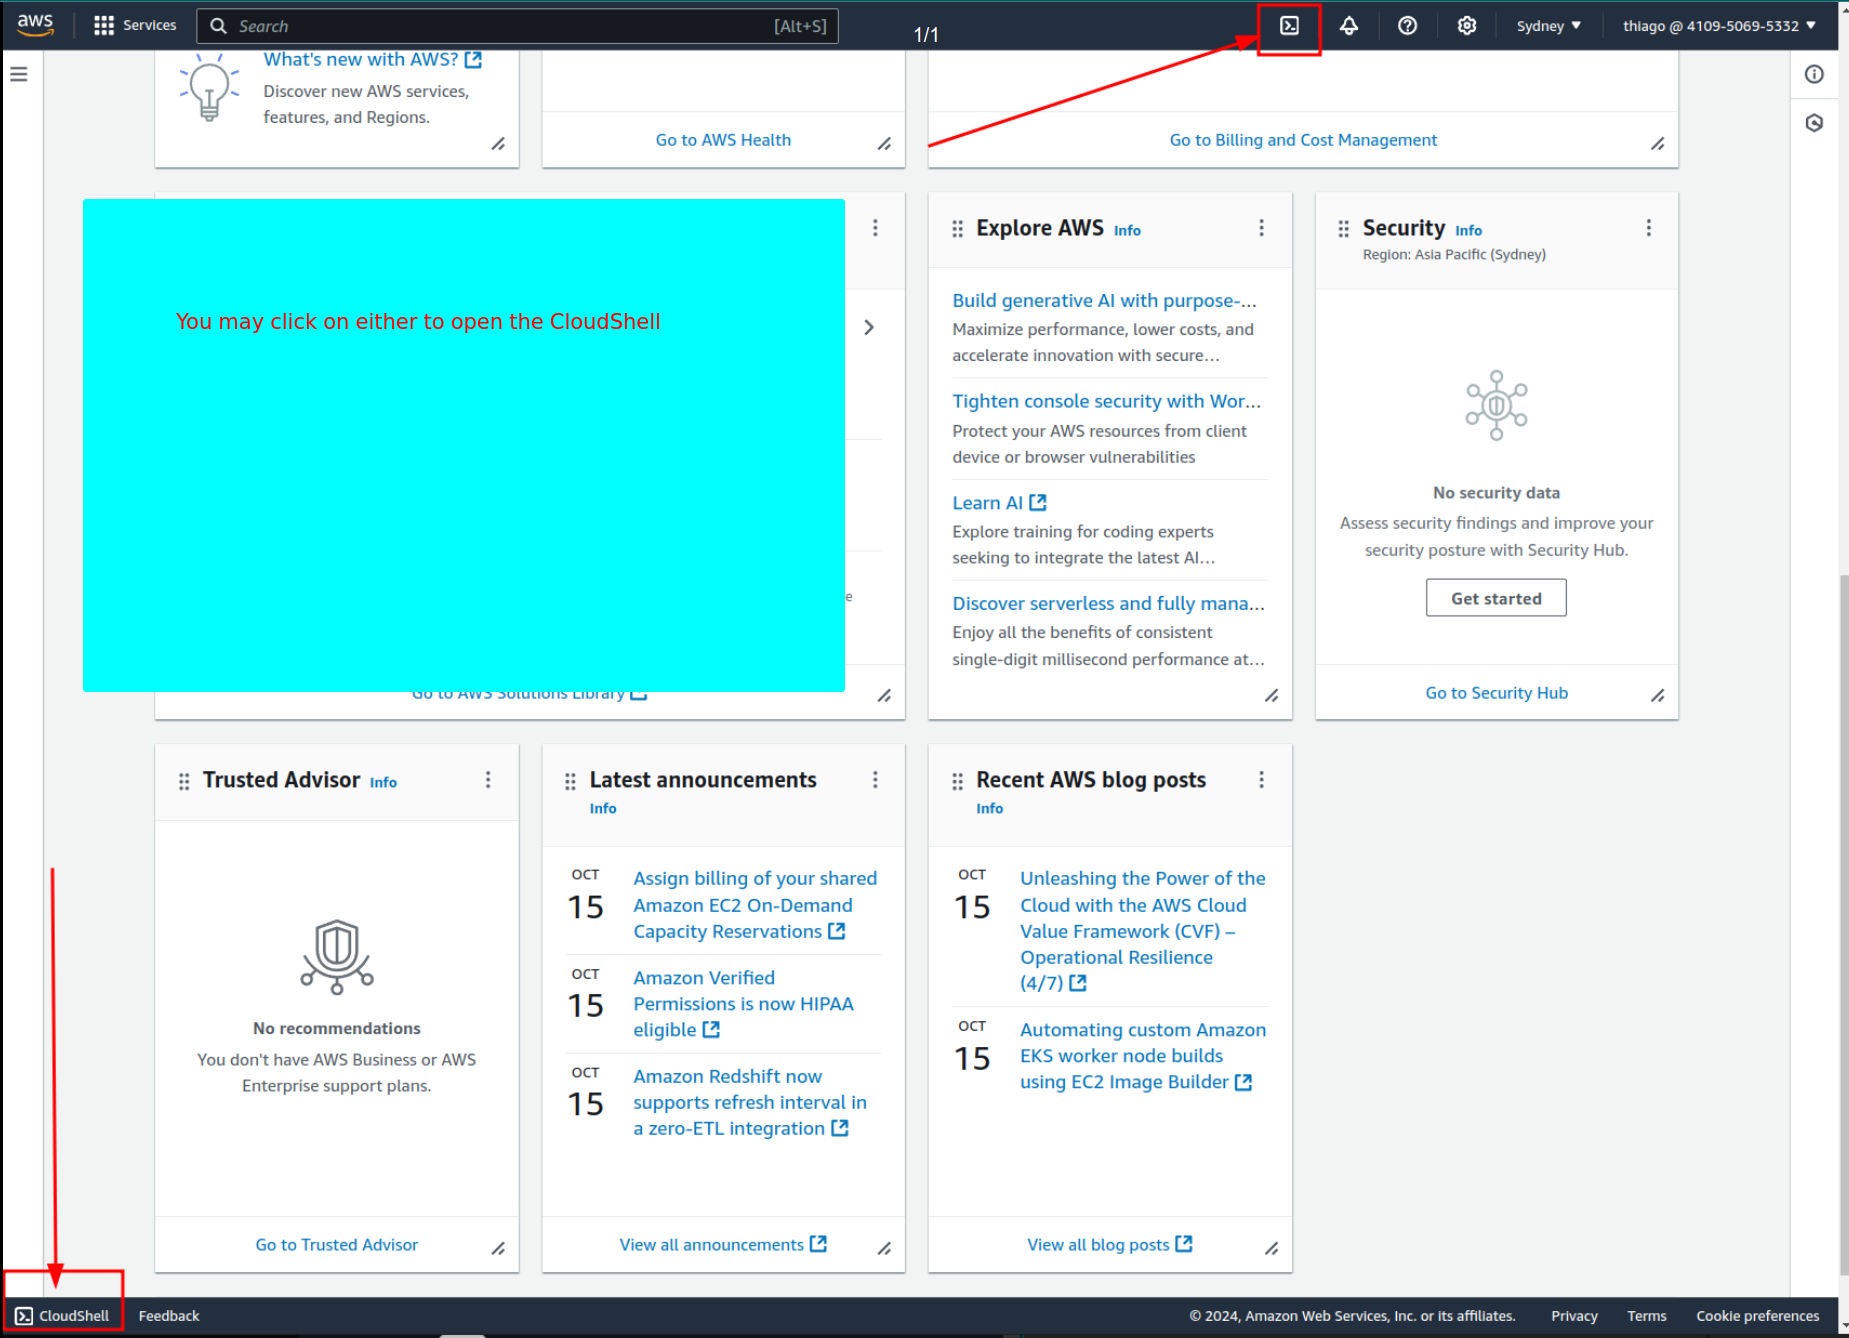 aws
Services
Search
[Alt+S]
1/1
Sydney
thiago @ 4109-5069-5332
What's new with AWS?
Discover new AWS services,
features, and Regions.
Go to AWS Health
Go to Billing and Cost Management
You may click on either to open the CloudShell
e
Go to AWS Solutions Library
Explore AWS Info
Build generative AI with purpose-...
Maximize performance, lower costs, and
accelerate innovation with secure...
Tighten console security with Wor...
Protect your AWS resources from client
device or browser vulnerabilities
Learn AI
Explore training for coding experts
seeking to integrate the latest AI...
Discover serverless and fully mana...
Enjoy all the benefits of consistent
single-digit millisecond performance at...
Security Info
Region: Asia Pacific (Sydney)
No security data
Assess security findings and improve your
security posture with Security Hub.
Get started
Go to Security Hub
Trusted Advisor Info
No recommendations
You don't have AWS Business or AWS
Enterprise support plans.
Go to Trusted Advisor
Latest announcements
Info
OCT
15
Assign billing of your shared
Amazon EC2 On-Demand
Capacity Reservations
OCT
15
Amazon Verified
Permissions is now HIPAA
eligible
OCT
15
Amazon Redshift now
supports refresh interval in
a zero-ETL integration
View all announcements
Recent AWS blog posts
Info
OCT
15
Unleashing the Power of the
Cloud with the AWS Cloud
Value Framework (CVF) –
Operational Resilience
(4/7)
OCT
15
Automating custom Amazon
EKS worker node builds
using EC2 Image Builder
View all blog posts
CloudShell
Feedback
© 2024, Amazon Web Services, Inc. or its affiliates.
Privacy
Terms
Cookie preferences